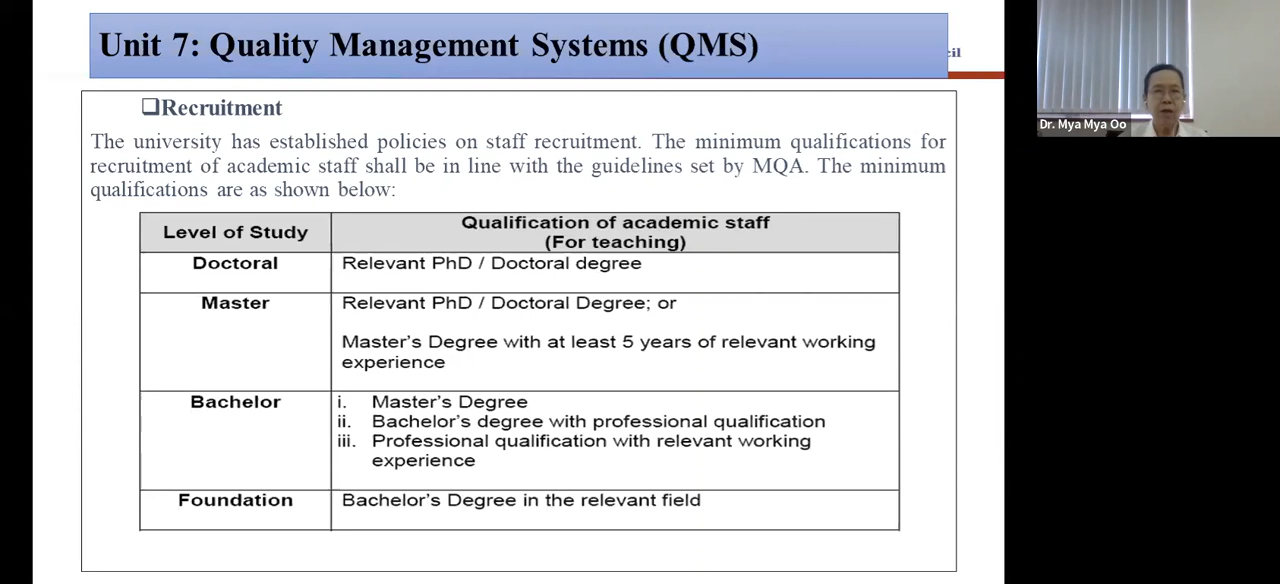 Unit 7: Quality Management Systems (QMS)
cil
❑Recruitment
The university has established policies on staff recruitment. The minimum qualifications for
recruitment of academic staff shall be in line with the guidelines set by MQA. The minimum
qualifications are as shown below:
Level of Study
Qualification of academic staff
(For teaching)
Doctoral
Relevant PhD / Doctoral degree
Master
Relevant PhD / Doctoral Degree; or
Master's Degree with at least 5 years of relevant working
experience
Bachelor
i. Master's Degree
ii. Bachelor's degree with professional qualification
iii. Professional qualification with relevant working
experience
Foundation
Bachelor's Degree in the relevant field
Dr. Mya Mya Oo